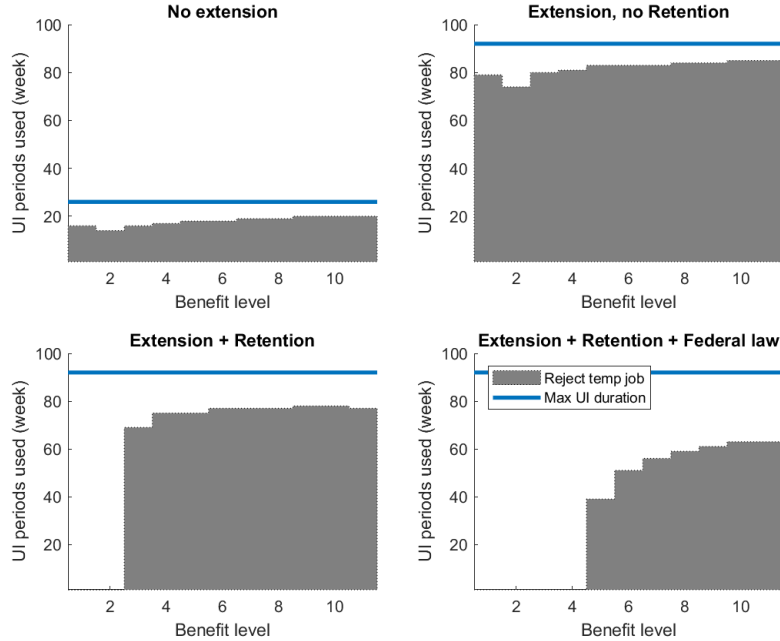 No extension
100
80
60
40
20
UI periods used (week)
2 4 6 8 10
Benefit level
Extension, no Retention
100
80
60
40
20
UI periods used (week)
2 4 6 8 10
Benefit level
Extension + Retention
100
80
60
40
20
UI periods used (week)
2 4 6 8 10
Benefit level
Extension + Retention + Federal law
100
80
60
40
20
UI periods used (week)
Reject temp job
Max UI duration
2 4 6 8 10
Benefit level